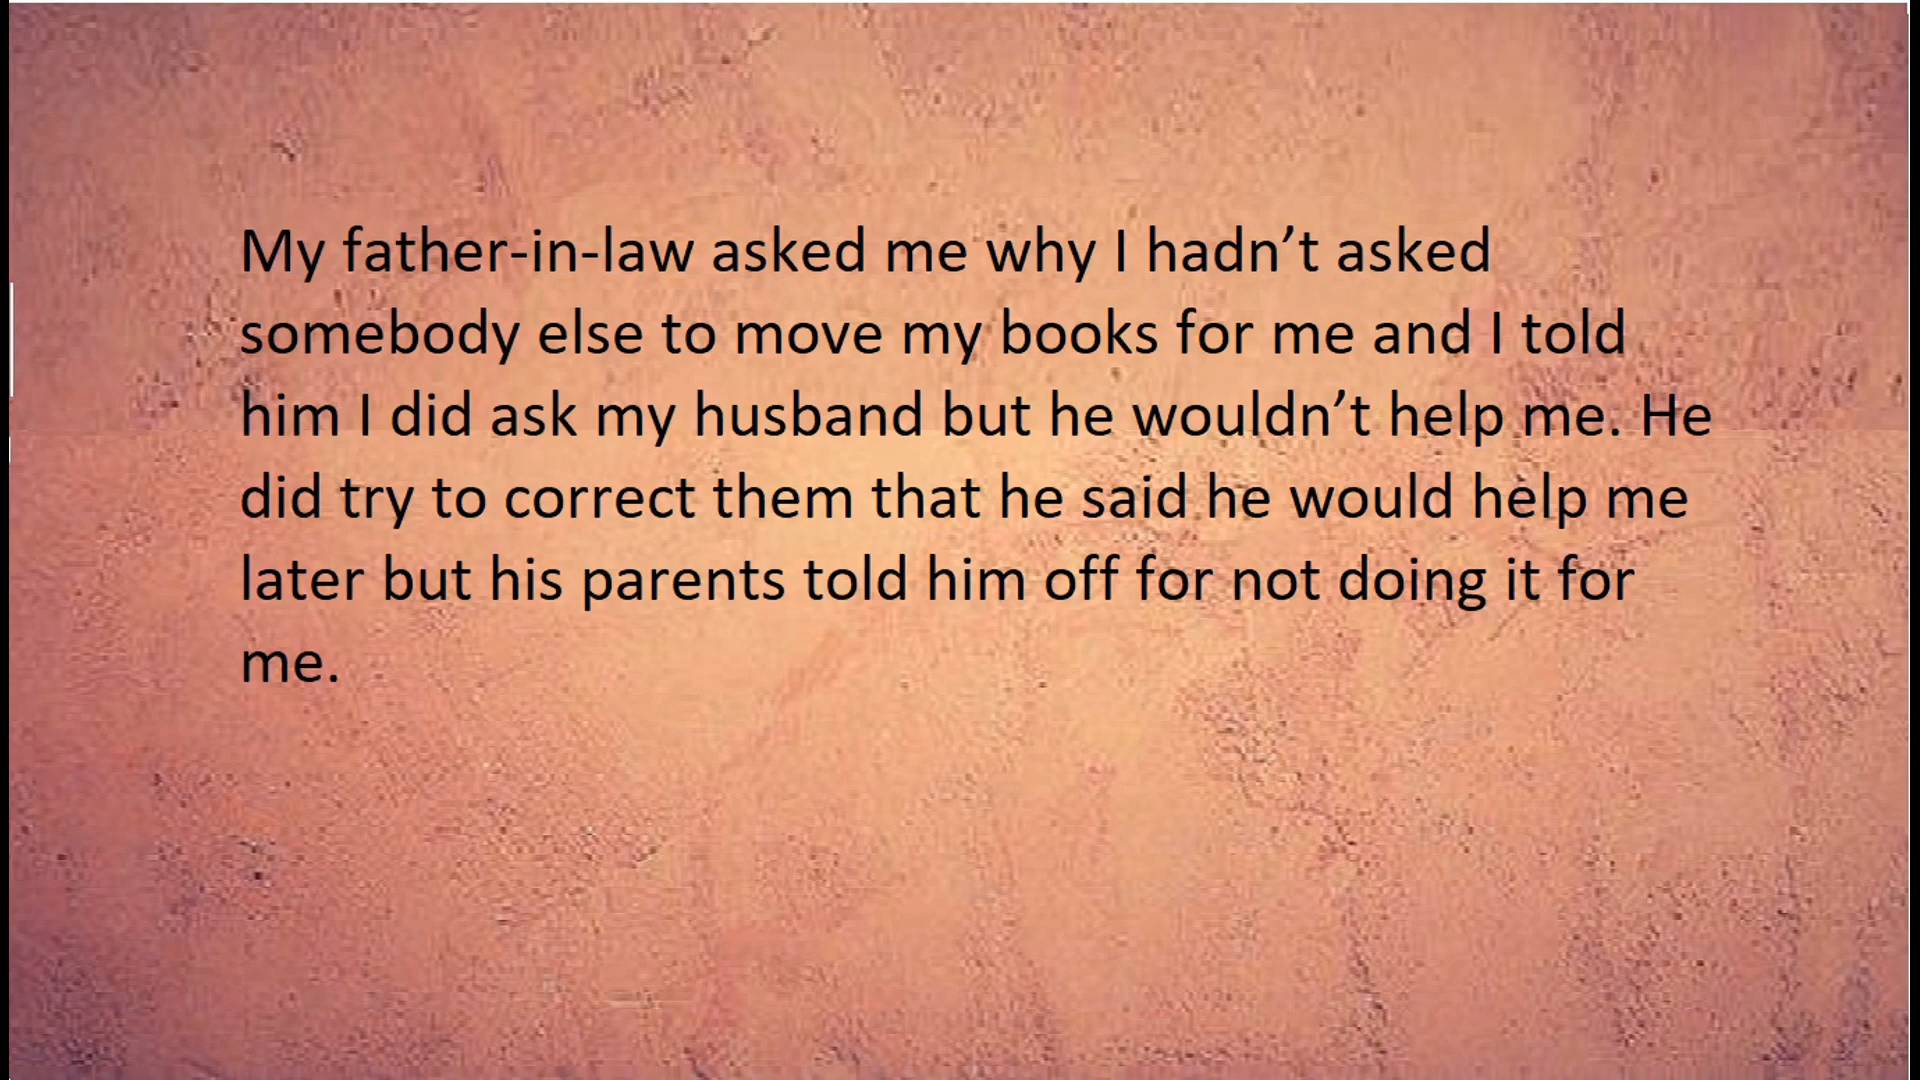 My father-in-law asked me why I hadn’t asked
somebody else to move my books for me and I told
him I did ask my husband but he wouldn’t help me. He
did try to correct them that he said he would help me
later but his parents told him off for not doing it for
me.